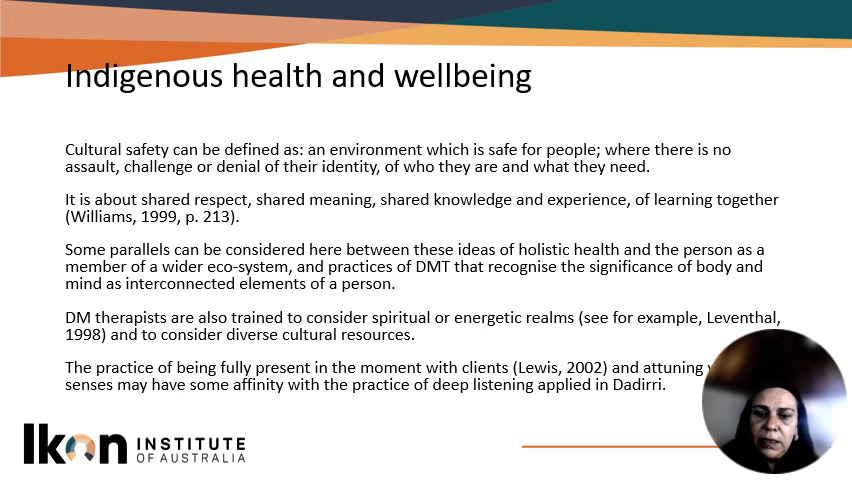 Indigenous health and wellbeing
Cultural safety can be defined as: an environment which is safe for people; where there is no
assault, challenge or denial of their identity, of who they are and what they need.
It is about shared respect, shared meaning, shared knowledge and experience, of learning together
(Williams, 1999, p. 213).
Some parallels can be considered here between these ideas of holistic health and the person as a
member of a wider eco-system, and practices of DMT that recognise the significance of body and
mind as interconnected elements of a person.
DM therapists are also trained to consider spiritual or energetic realms (see for example, Leventhal,
1998) and to consider diverse cultural resources.
The practice of being fully present in the moment with clients (Lewis, 2002) and attuning
senses may have some affinity with the practice of deep listening applied in Dadirri.
Ikon INSTITUTE
OF AUSTRALIA